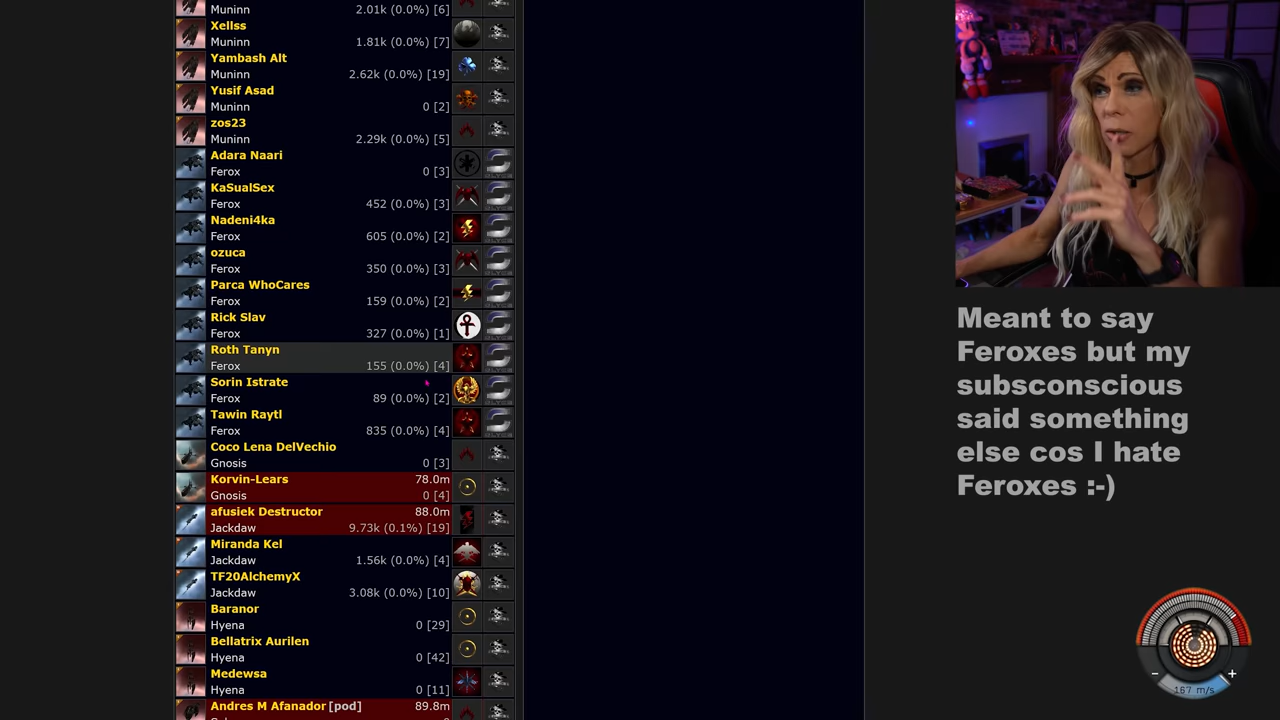 Muninn 2.01k (0.0%) [6]
Xellss
Muninn 1.81k (0.0%) [7]
Yambash Alt
Muninn 2.62k (0.0%) [19]
Yusif Asad
Muninn 0 [2]
zos23
Muninn 2.29k (0.0%) [5]
Adara Naari
Ferox 0 [3]
KaSualSex
Ferox 452 (0.0%) [3]
Nadeni4ka
Ferox 605 (0.0%) [2]
ozuca
Ferox 350 (0.0%) [3]
Parca WhoCares
Ferox 159 (0.0%) [2]
Rick Slav
Ferox 327 (0.0%) [1]
Roth Tanyn
Ferox 155 (0.0%) [4]
Sorin Istrate
Ferox 89 (0.0%) [2]
Tawin Raytl
Ferox 835 (0.0%) [4]
Coco Lena DelVechio
Gnosis 0 [3]
Korvin-Lears 78.0m
Gnosis 0 [4]
afusiek Destructor 88.0m
Jackdaw 9.73k (0.1%) [19]
Miranda Kel
Jackdaw 1.56k (0.0%) [4]
TF20AlchemyX
Jackdaw 3.08k (0.0%) [10]
Baranor
Hyena 0 [29]
Bellatrix Aurilen
Hyena 0 [42]
Medewsa
Hyena 0 [11]
Andres M Afanador [pod] 89.8m
Meant to say
Feroxes but my
subsconscious
said something
else cos I hate
Feroxes :-)
167 m/s